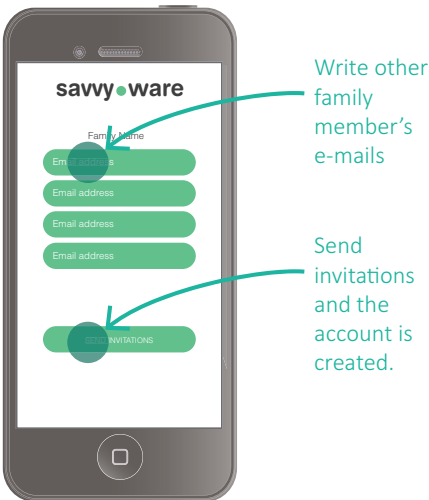 savvy•ware
Family Name
Email address
Email address
Email address
Email address
SEND INVITATIONS
Write other
family
member’s
e-mails
Send
invitations
and the
account is
created.